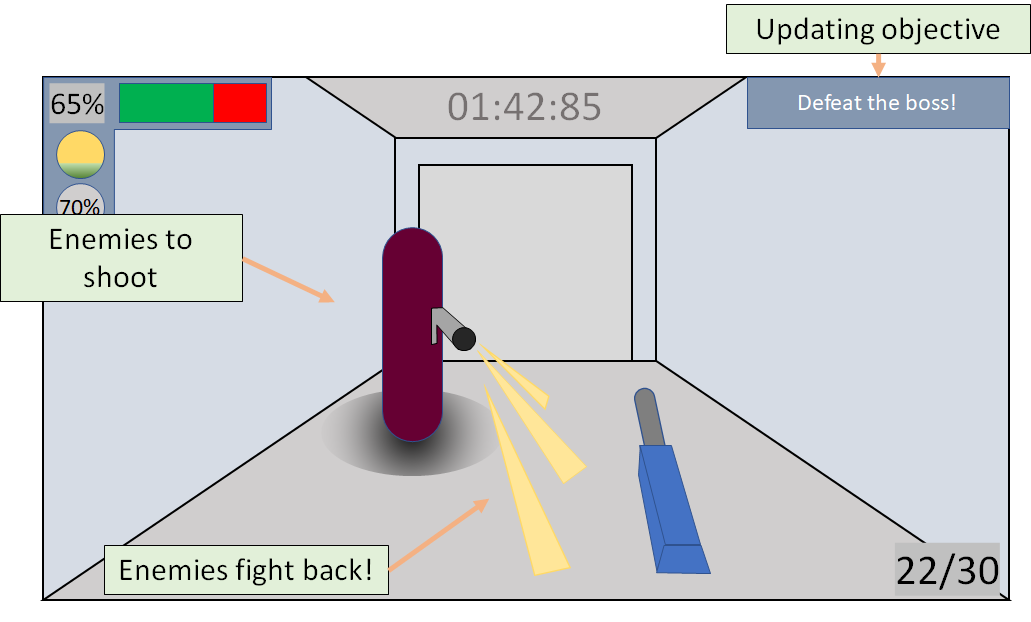 Updating objective
65%
01:42:85
Defeat the boss!
70%
Enemies to
shoot
Enemies fight back!
22/30